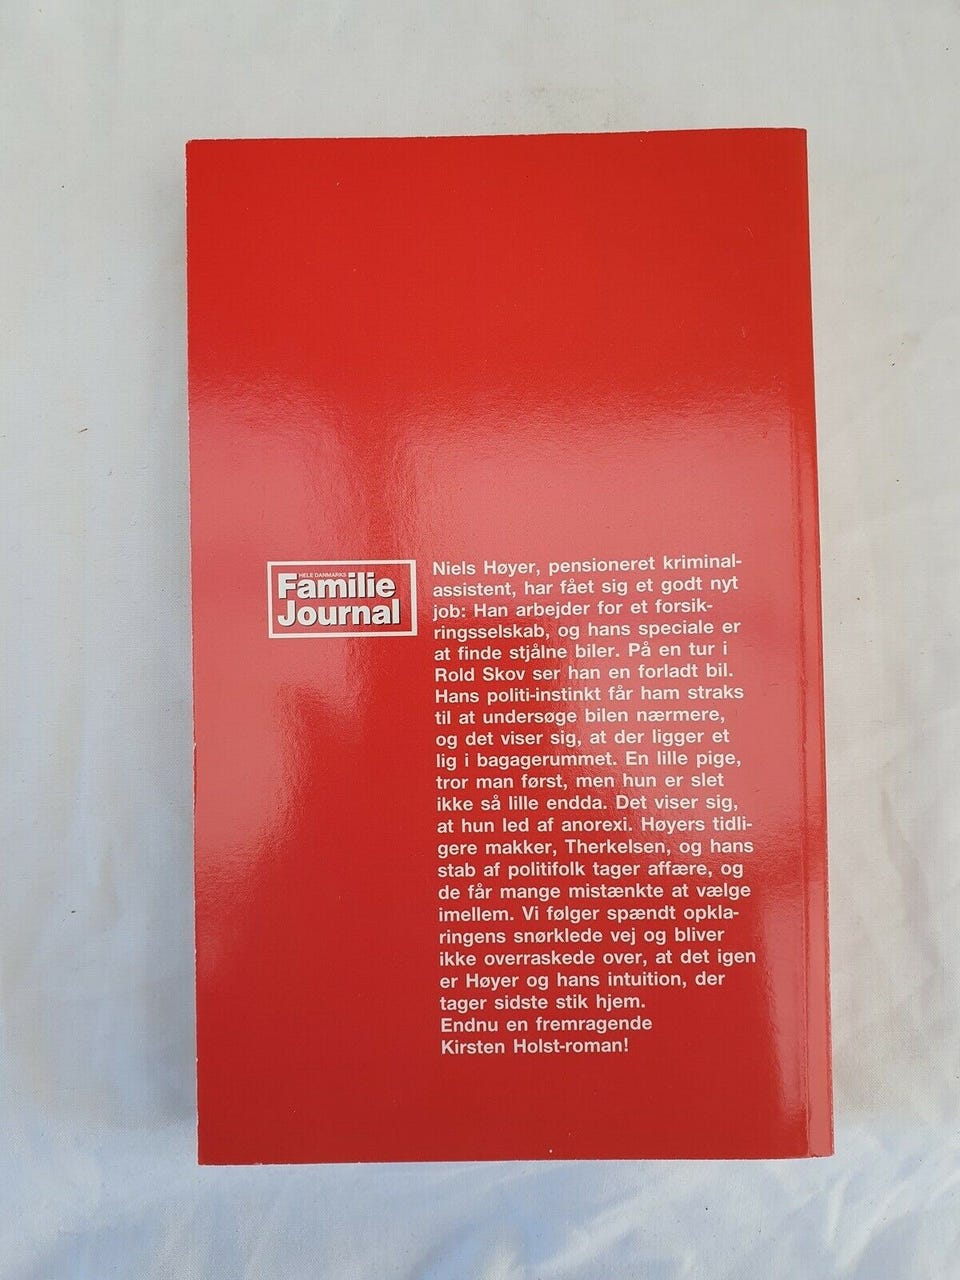 HELE DANMARKS
Familie
Journal
Niels Høyer, pensioneret kriminal-
assistent, har fået sig et godt nyt
job: Han arbejder for et forsik-
ringsselskab, og hans speciale er
at finde stjålne biler. På en tur i
Rold Skov ser han en forladt bil.
Hans politi-instinkt får ham straks
til at undersøge bilen nærmere,
og det viser sig, at der ligger et
lig i bagagerummet. En lille pige,
tror man først, men hun er slet
ikke så lille endda. Det viser sig,
at hun led af anorexi. Høyers tidli-
gere makker, Therkelsen, og hans
stab af politifolk tager affære, og
de får mange mistænkte at vælge
imellem. Vi følger spændt opkla-
ringens snørklede vej og bliver
ikke overraskede over, at det igen
er Høyer og hans intuition, der
tager sidste stik hjem.
Endnu en fremragende
Kirsten Holst-roman!